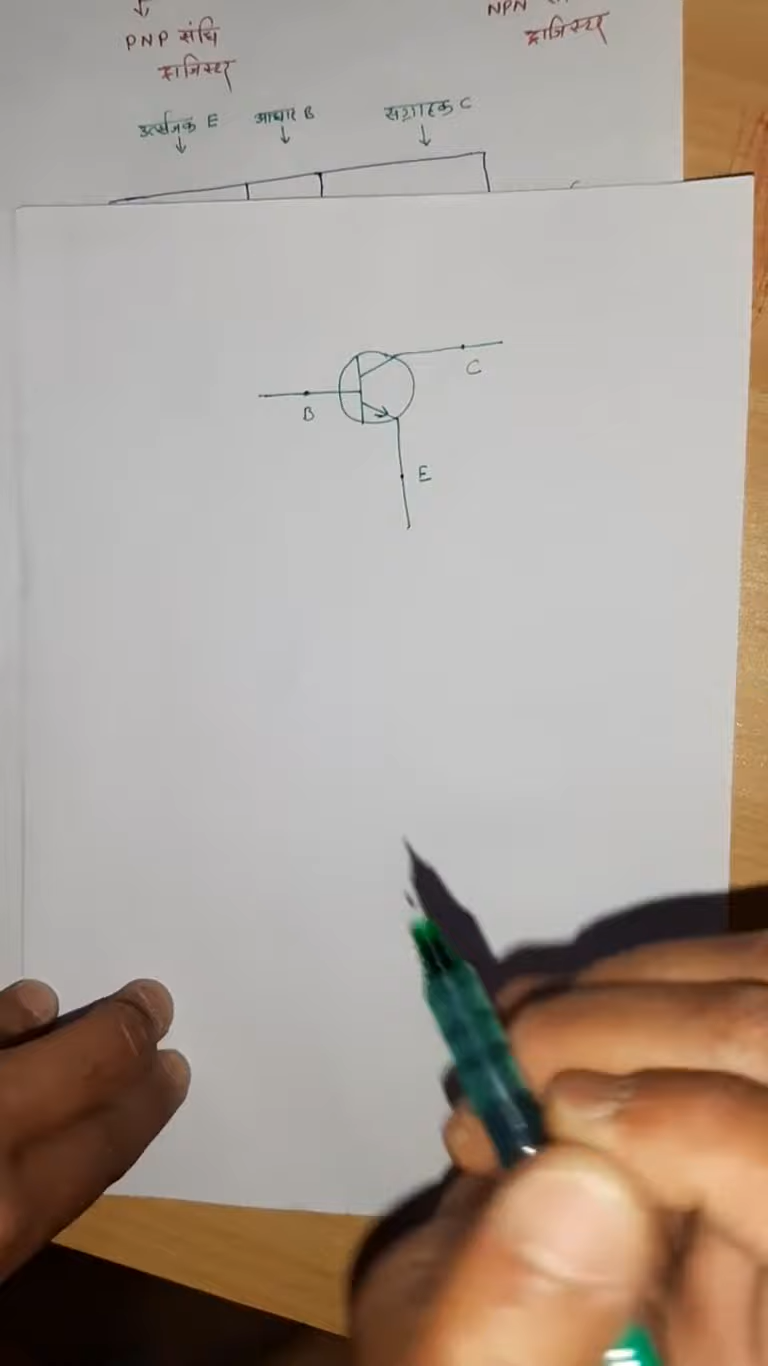 PNP संधि
ट्रांजिस्टर
NPN
ट्रांजिस्टर
उत्सर्जक E
आधार B
संग्राहक C
C
B
E